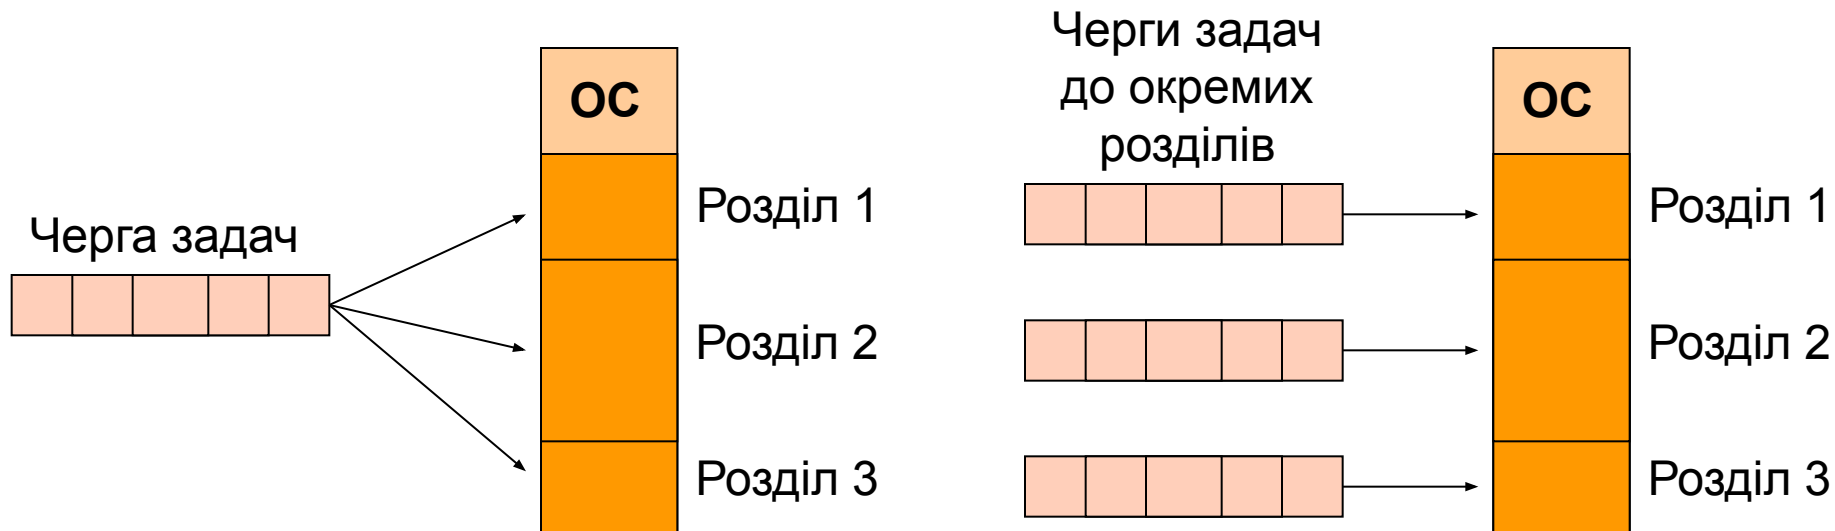 Черга задач
ОС
Розділ 1
Розділ 2
Розділ 3
Черги задач
до окремих
розділів
ОС
Розділ 1
Розділ 2
Розділ 3